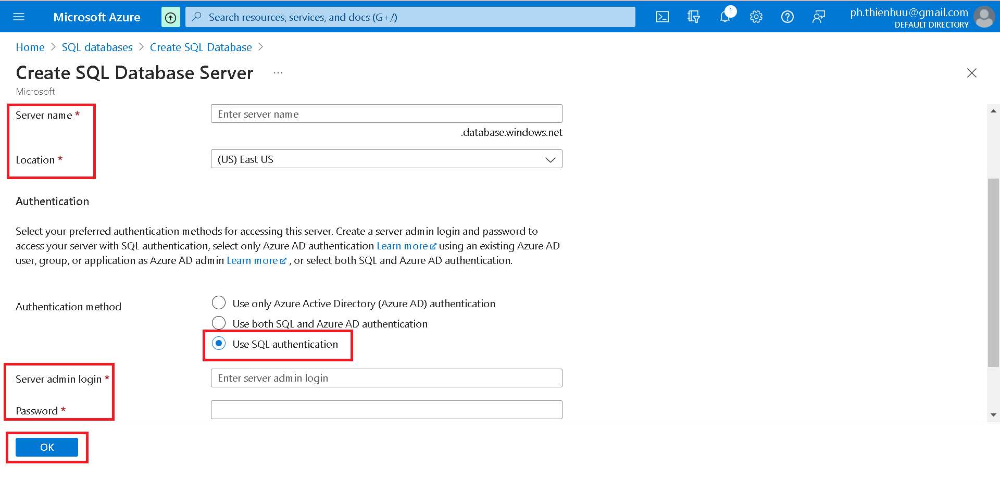 Microsoft Azure
Search resources, services, and docs (G+/)
1
ph.thienhuu@gmail.com
DEFAULT DIRECTORY
Home > SQL databases > Create SQL Database >
Create SQL Database Server ...
Microsoft
Server name *
Enter server name
.database.windows.net
Location *
(US) East US
Authentication
Select your preferred authentication methods for accessing this server. Create a server admin login and password to
access your server with SQL authentication, select only Azure AD authentication Learn more using an existing Azure AD
user, group, or application as Azure AD admin Learn more , or select both SQL and Azure AD authentication.
Authentication method
Use only Azure Active Directory (Azure AD) authentication
Use both SQL and Azure AD authentication
Use SQL authentication
Server admin login *
Enter server admin login
Password *
OK